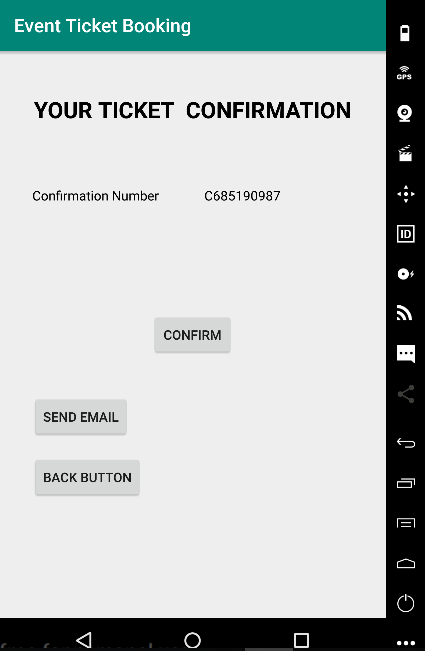 Event Ticket Booking
GPS
YOUR TICKET CONFIRMATION
Confirmation Number C685190987
ID
CONFIRM
SEND EMAIL
BACK BUTTON